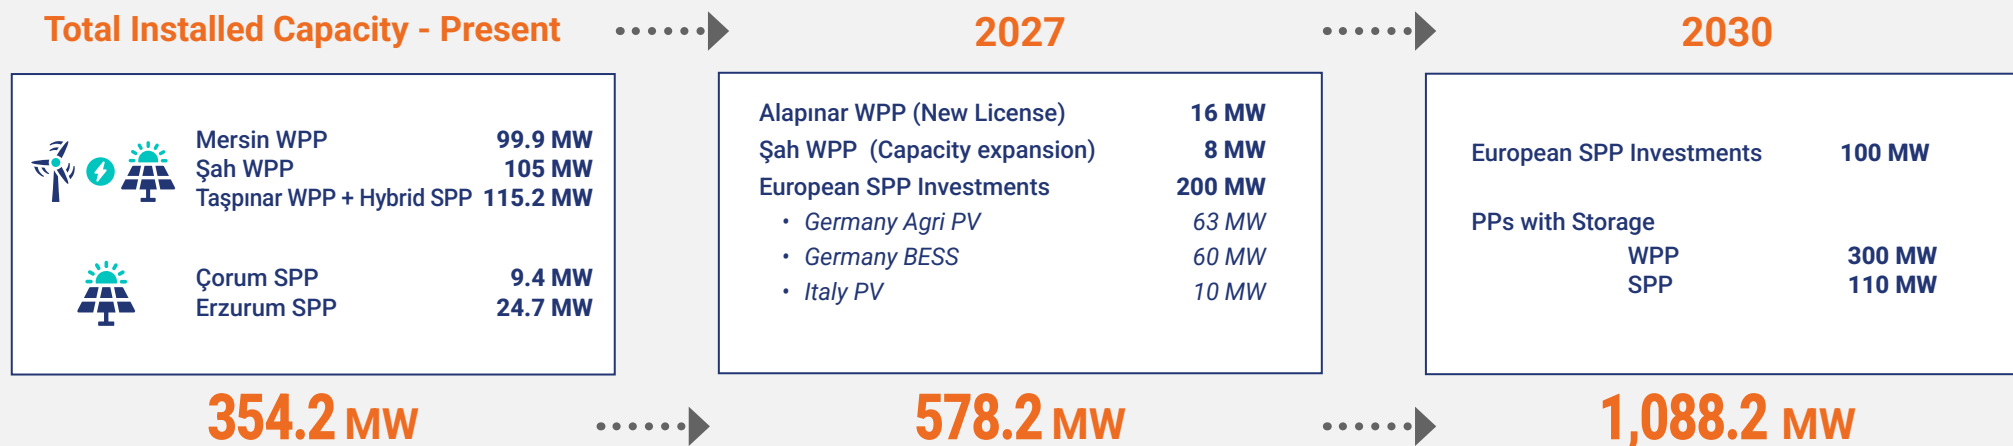 Total Installed Capacity - Present
Mersin WPP 99.9 MW
Şah WPP 105 MW
Taşpınar WPP + Hybrid SPP 115.2 MW
Çorum SPP 9.4 MW
Erzurum SPP 24.7 MW
354.2 MW
2027
Alapınar WPP (New License) 16 MW
Şah WPP (Capacity expansion) 8 MW
European SPP Investments 200 MW
• Germany Agri PV 63 MW
• Germany BESS 60 MW
• Italy PV 10 MW
578.2 MW
2030
European SPP Investments 100 MW
PPs with Storage
WPP 300 MW
SPP 110 MW
1,088.2 MW